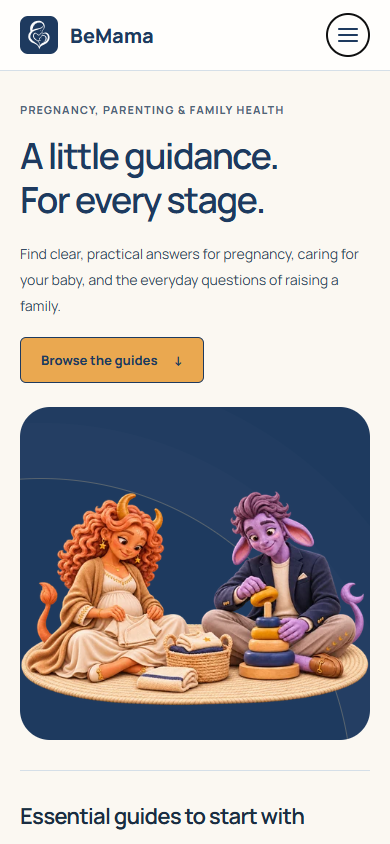 BeMama
PREGNANCY, PARENTING & FAMILY HEALTH
A little guidance.
For every stage.
Find clear, practical answers for pregnancy, caring for
your baby, and the everyday questions of raising a
family.
Browse the guides ↓
Essential guides to start with